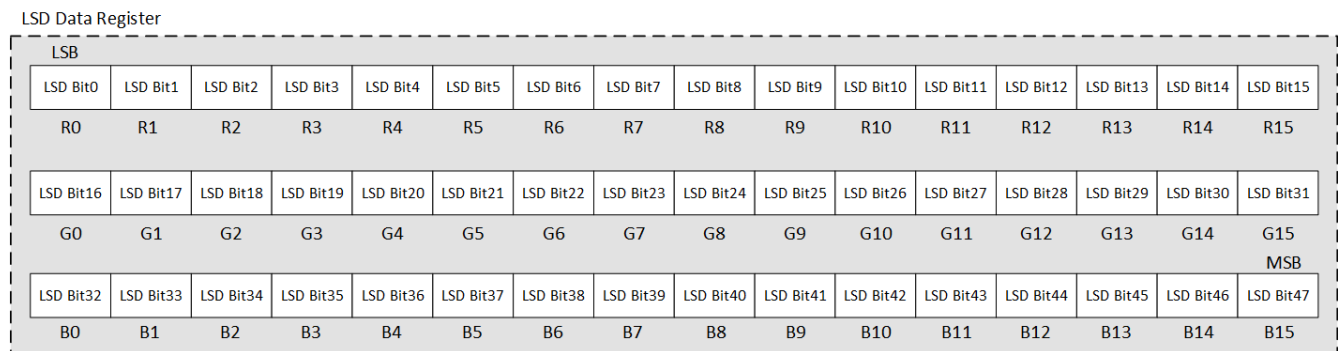 LSD Data Register
LSB
LSD Bit0 LSD Bit1 LSD Bit2 LSD Bit3 LSD Bit4 LSD Bit5 LSD Bit6 LSD Bit7 LSD Bit8 LSD Bit9 LSD Bit10 LSD Bit11 LSD Bit12 LSD Bit13 LSD Bit14 LSD Bit15
R0 R1 R2 R3 R4 R5 R6 R7 R8 R9 R10 R11 R12 R13 R14 R15
LSD Bit16 LSD Bit17 LSD Bit18 LSD Bit19 LSD Bit20 LSD Bit21 LSD Bit22 LSD Bit23 LSD Bit24 LSD Bit25 LSD Bit26 LSD Bit27 LSD Bit28 LSD Bit29 LSD Bit30 LSD Bit31
G0 G1 G2 G3 G4 G5 G6 G7 G8 G9 G10 G11 G12 G13 G14 G15
MSB
LSD Bit32 LSD Bit33 LSD Bit34 LSD Bit35 LSD Bit36 LSD Bit37 LSD Bit38 LSD Bit39 LSD Bit40 LSD Bit41 LSD Bit42 LSD Bit43 LSD Bit44 LSD Bit45 LSD Bit46 LSD Bit47
B0 B1 B2 B3 B4 B5 B6 B7 B8 B9 B10 B11 B12 B13 B14 B15